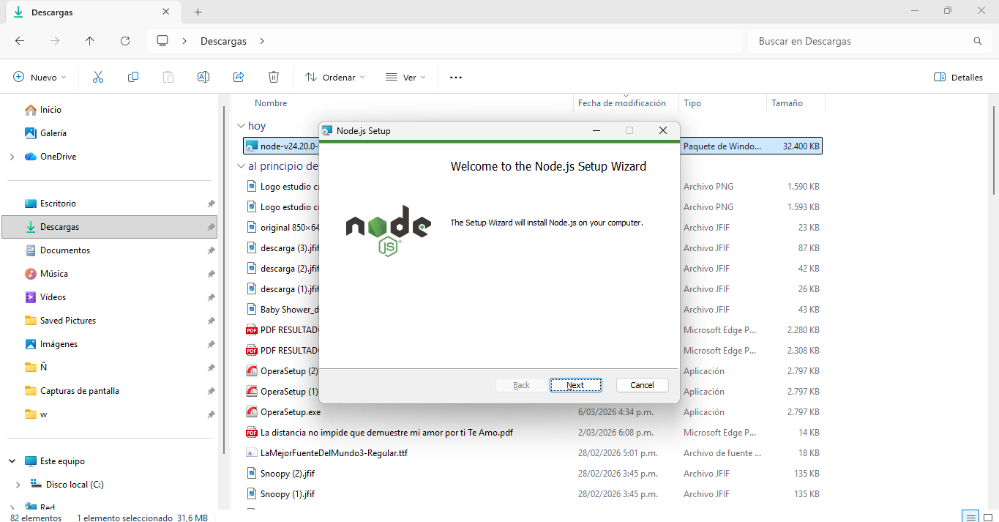 Descargas
Descargas
Buscar en Descargas
Nuevo
Ordenar
Ver
Detalles
Inicio
Galería
OneDrive
Escritorio
Descargas
Documentos
Música
Vídeos
Saved Pictures
Imágenes
Ñ
Capturas de pantalla
w
Este equipo
Disco local (C:)
Red
Nombre
Fecha de modificación
Tipo
Tamaño
hoy
node-v24.20.0- Paquete de Windo... 32.400 KB
al principio de
Logo estudio Archivo PNG 1.590 KB
Logo estudio Archivo PNG 1.593 KB
original 850×64 Archivo JFIF 23 KB
descarga (3).jfif Archivo JFIF 87 KB
descarga (2).jfif Archivo JFIF 42 KB
descarga (1).jfif Archivo JFIF 26 KB
Baby Shower_d Archivo JFIF 43 KB
PDF RESULTADO Microsoft Edge P... 2.280 KB
PDF RESULTADO Microsoft Edge P... 2.308 KB
OperaSetup (2) Aplicación 2.797 KB
OperaSetup (1) Aplicación 2.797 KB
OperaSetup.exe 6/03/2026 4:34 p.m. Aplicación 2.797 KB
La distancia no impide que demuestre mi amor por ti Te Amo.pdf 2/03/2026 6:08 p.m. Microsoft Edge P... 14 KB
LaMejorFuenteDelMundo3-Regular.ttf 28/02/2026 5:01 p.m. Archivo de fuente ... 18 KB
Snoopy (2).jfif 28/02/2026 3:45 p.m. Archivo JFIF 135 KB
Snoopy (1).jfif 28/02/2026 3:45 p.m. Archivo JFIF 135 KB
Node.js Setup
Welcome to the Node.js Setup Wizard
The Setup Wizard will install Node.js on your computer.
node
JS
Back
Next
Cancel
82 elementos
1 elemento seleccionado 31,6 MB